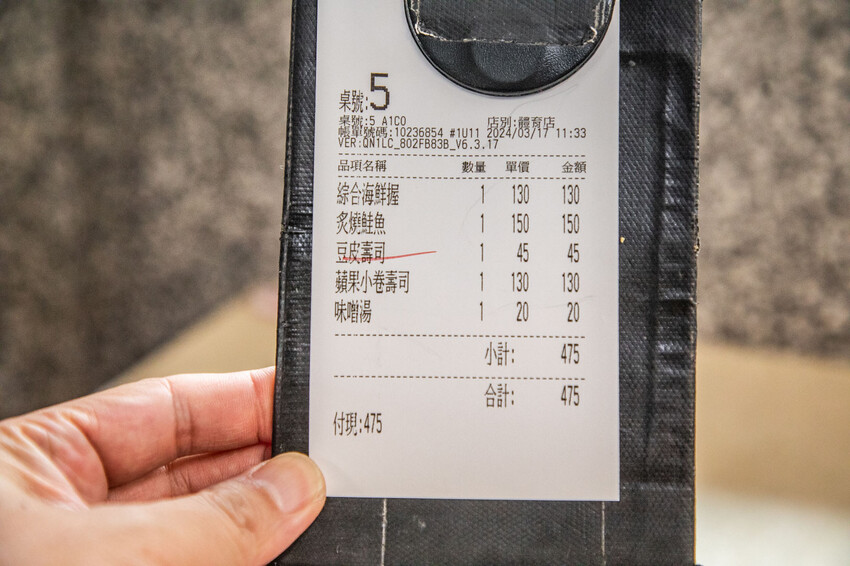 桌號:5
桌號:5 A1C0 店別:體育店
帳單號碼:10236854 #1U11 2024/03/17 11:33
VER:QN1LC_802FB83B_V6.3.17
品項名稱 數量 單價 金額
綜合海鮮握 1 130 130
炙燒鮭魚 1 150 150
豆皮壽司 1 45 45
蘋果小卷壽司 1 130 130
味噌湯 1 20 20
小計: 475
合計: 475
付現:475